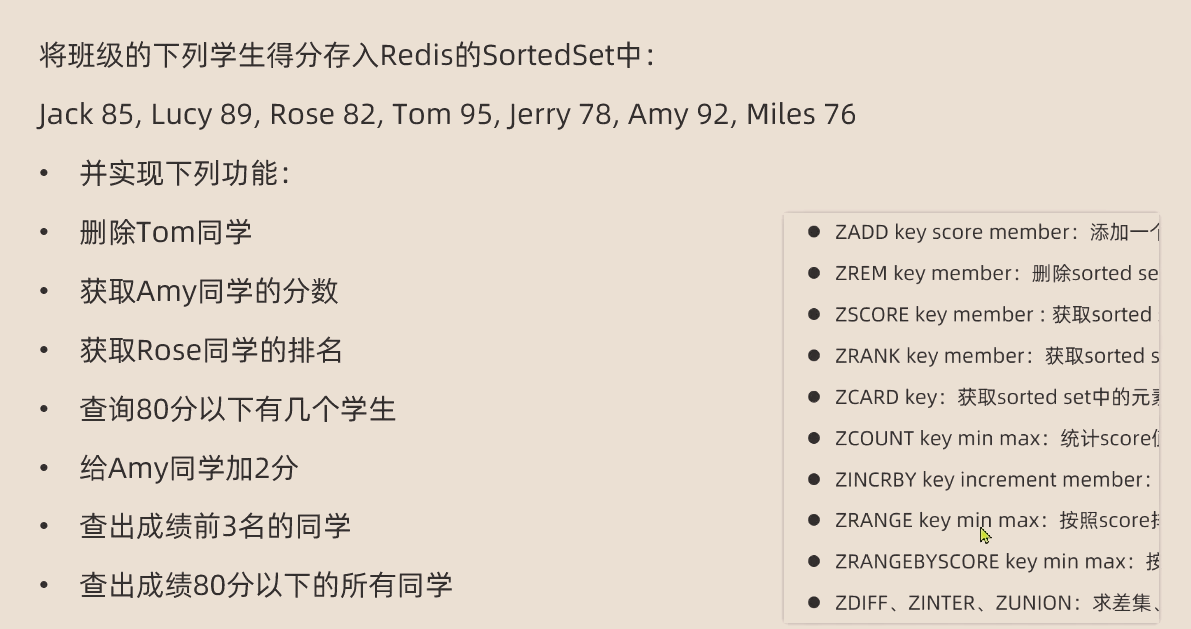 将班级的下列学生得分存入Redis的SortedSet中：
Jack 85, Lucy 89, Rose 82, Tom 95, Jerry 78, Amy 92, Miles 76
• 并实现下列功能：
• 删除Tom同学
• 获取Amy同学的分数
• 获取Rose同学的排名
• 查询80分以下有几个学生
• 给Amy同学加2分
• 查出成绩前3名的同学
• 查出成绩80分以下的所有同学
● ZADD key score member：添加一个
● ZREM key member：删除sorted se
● ZSCORE key member : 获取sorted
● ZRANK key member：获取sorted s
● ZCARD key：获取sorted set中的元素
● ZCOUNT key min max：统计score值
● ZINCRBY key increment member：
● ZRANGE key min max：按照score排
● ZRANGEBYSCORE key min max：按
● ZDIFF、ZINTER、ZUNION：求差集、